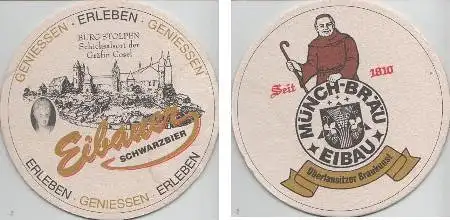 GENIESSEN · ERLEBEN · GENIESSEN
BURG STOLPEN
Schicksalsort der
Gräfin Cosel
Eibauer
SCHWARZBIER
ERLEBEN · GENIESSEN · ERLEBEN
Seit 1810
MÜNCH-BRÄU
EIBAU
Oberlausitzer Braukunst